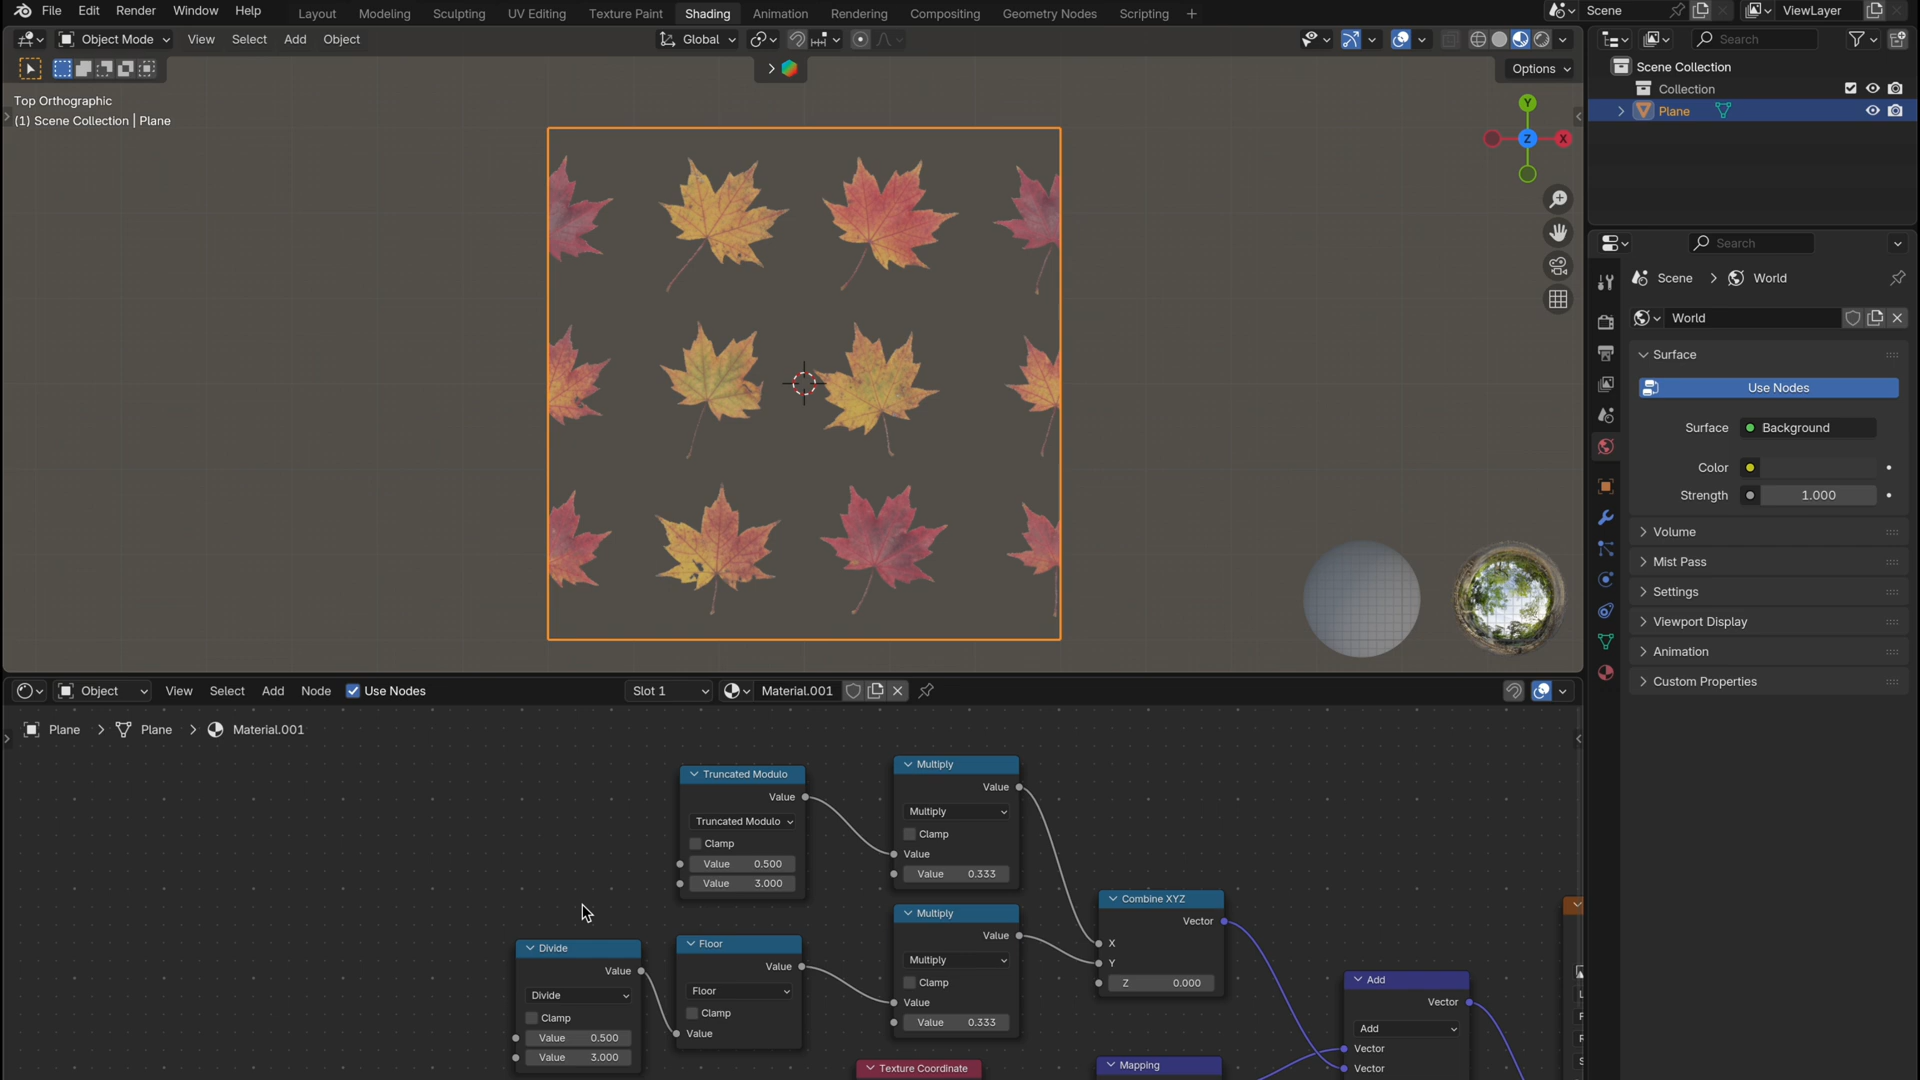 File Edit Render Window Help Layout Modeling Sculpting UV Editing Texture Paint Shading Animation Rendering Compositing Geometry Nodes Scripting + Scene ViewLayer
Object Mode View Select Add Object Global Search
Options
Top Orthographic
(1) Scene Collection | Plane
Y
Z X
Scene Collection
Collection
Plane
Search
Scene > World
World
Surface
Use Nodes
Surface Background
Color
Strength 1.000
Volume
Mist Pass
Settings
Viewport Display
Animation
Custom Properties
Object View Select Add Node Use Nodes Slot 1 Material.001
Plane > Plane > Material.001
Truncated Modulo
Value
Truncated Modulo
Clamp
Value 0.500
Value 3.000
Multiply
Value
Multiply
Clamp
Value
Value 0.333
Divide
Value
Divide
Clamp
Value 0.500
Value 3.000
Floor
Value
Floor
Clamp
Value
Multiply
Value
Multiply
Clamp
Value
Value 0.333
Combine XYZ
Vector
X
Y
Z 0.000
Add
Vector
Add
Vector
Vector
Texture Coordinate
Mapping